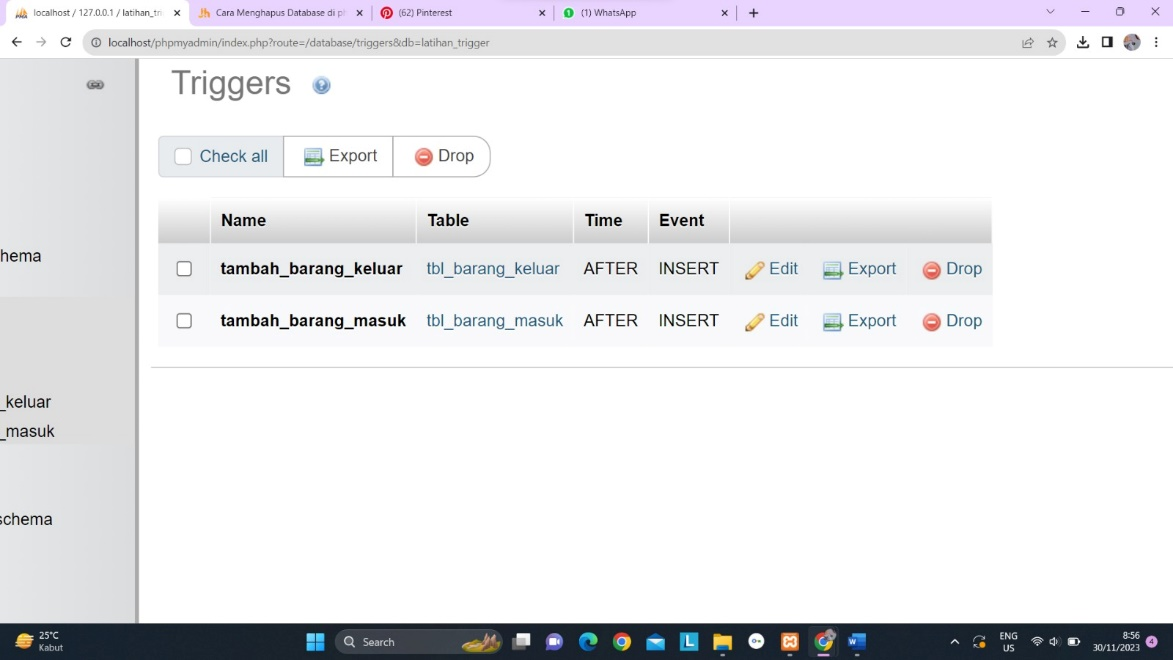 localhost / 127.0.0.1 / latihan_tri
Cara Menghapus Database di ph
(62) Pinterest
(1) WhatsApp
localhost/phpmyadmin/index.php?route=/database/triggers&db=latihan_trigger
Triggers
Check all Export Drop
Name Table Time Event
tambah_barang_keluar tbl_barang_keluar AFTER INSERT Edit Export Drop
tambah_barang_masuk tbl_barang_masuk AFTER INSERT Edit Export Drop
hema
_keluar
_masuk
schema
25°C
Kabut
Search
ENG
US
8:56
30/11/2023
4